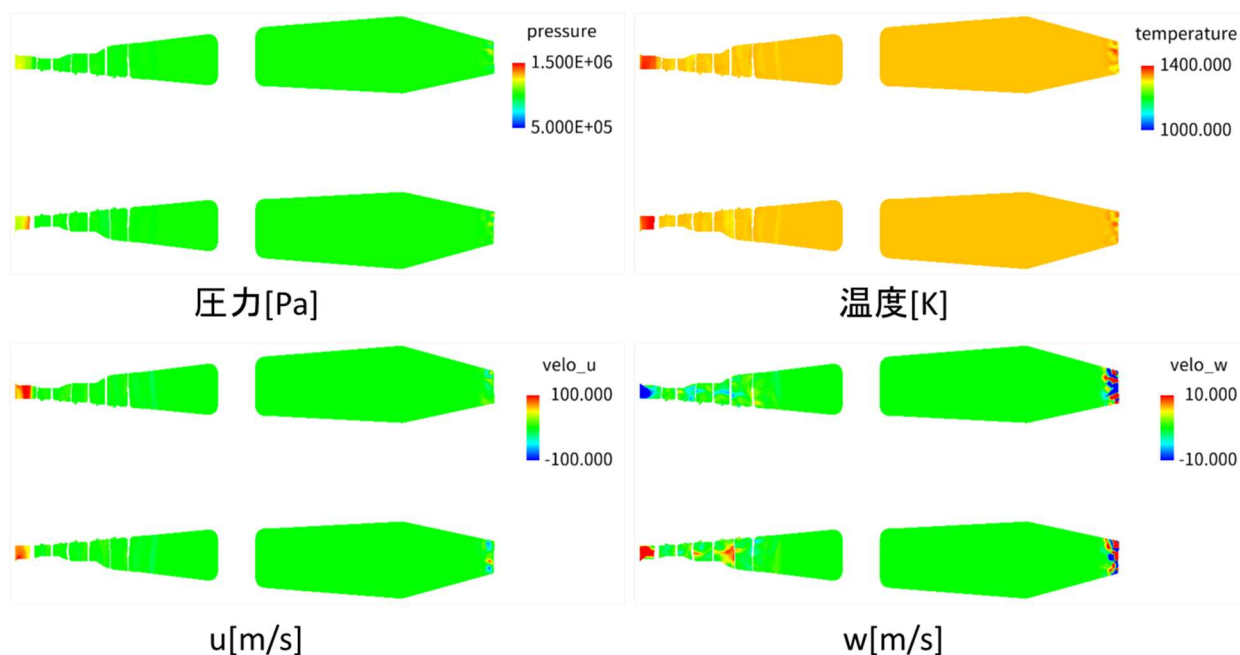 pressure
1.500E+06
5.000E+05
圧力[Pa]
temperature
1400.000
1000.000
温度[K]
velo_u
100.000
-100.000
u[m/s]
velo_w
10.000
-10.000
w[m/s]